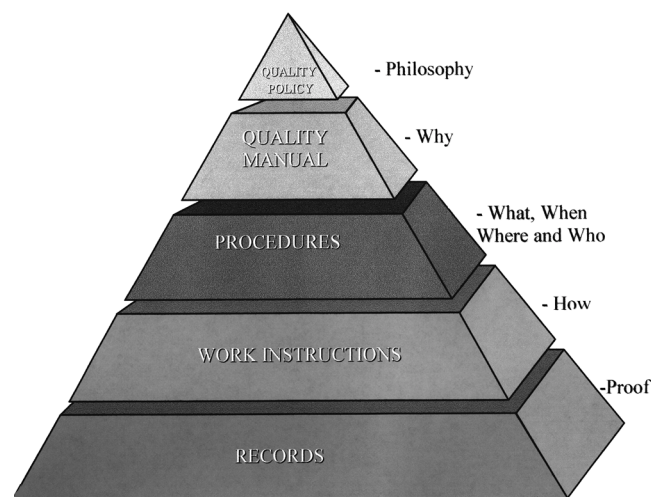 QUALITY
POLICY
- Philosophy
QUALITY
MANUAL
- Why
PROCEDURES
- What, When
Where and Who
WORK INSTRUCTIONS
- How
RECORDS
-Proof